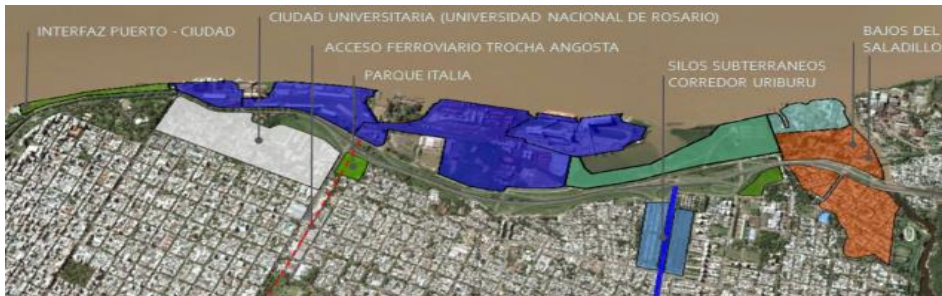 CIUDAD UNIVERSITARIA (UNIVERSIDAD NACIONAL DE ROSARIO)
INTERFAZ PUERTO - CIUDAD
ACCESO FERROVIARIO TROCHA ANGOSTA
PARQUE ITALIA
SILOS SUBTERRANEOS
CORREDOR URIBURU
BAJOS DEL
SALADILLO